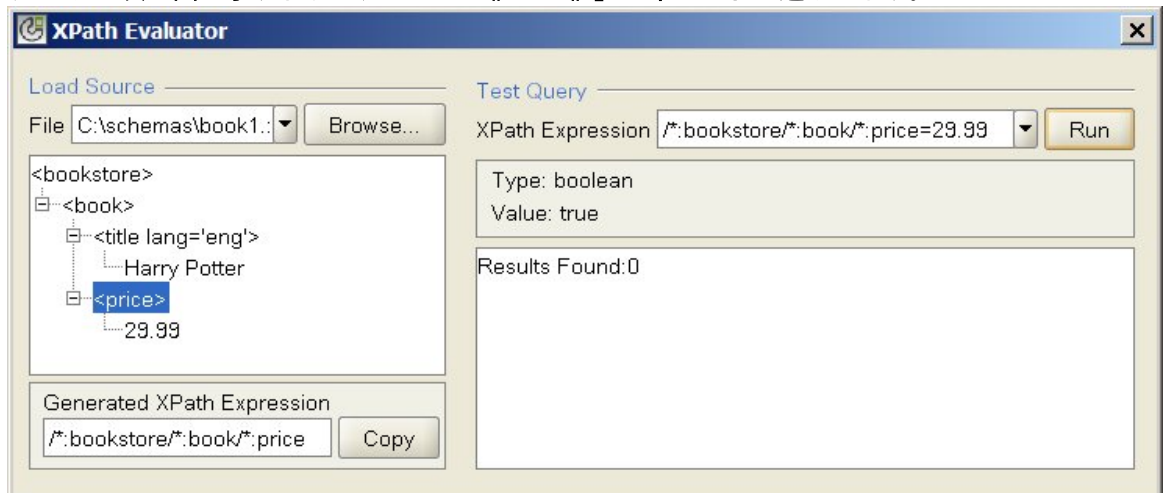 XPath Evaluator
Load Source
File C:\schemas\book1.: Browse...
<bookstore>
<book>
<title lang='eng'>
Harry Potter
<price>
29.99
Generated XPath Expression
/*:bookstore/*:book/*:price Copy
Test Query
XPath Expression /*:bookstore/*:book/*:price=29.99 Run
Type: boolean
Value: true
Results Found:0